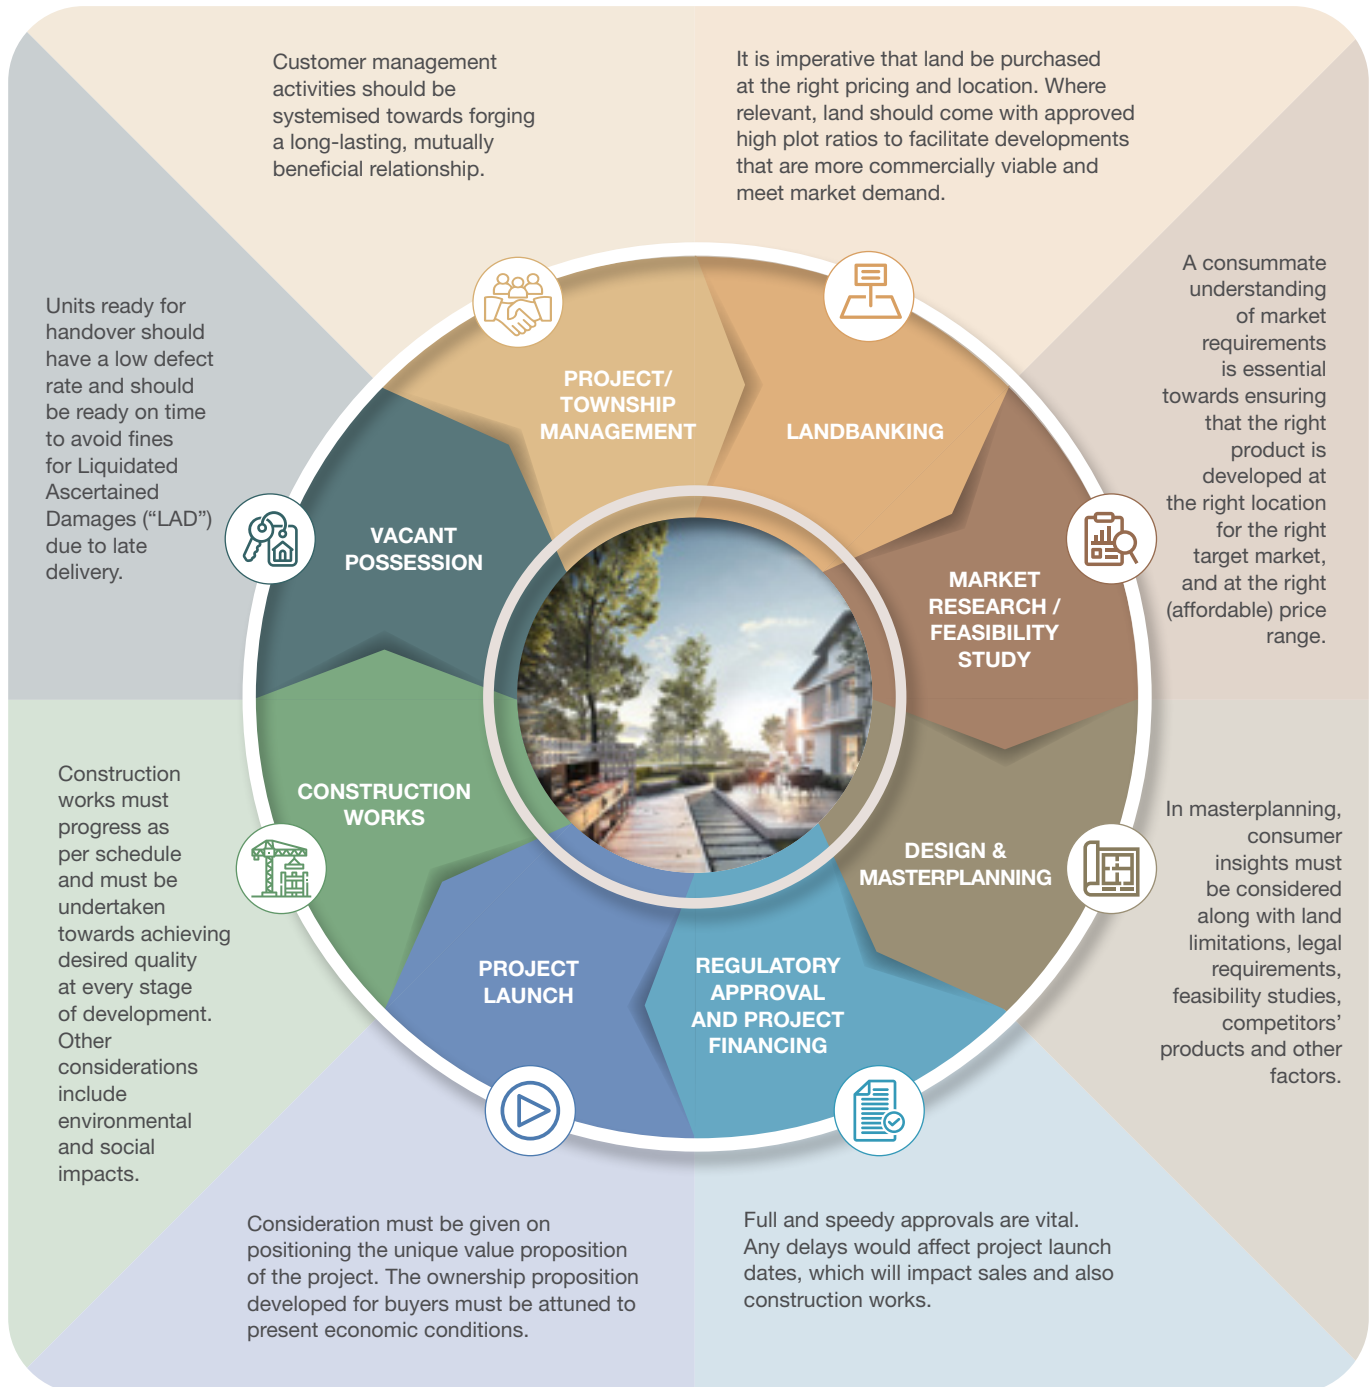 Customer management
activities should be
systemised towards forging
a long-lasting, mutually
beneficial relationship.
It is imperative that land be purchased
at the right pricing and location. Where
relevant, land should come with approved
high plot ratios to facilitate developments
that are more commercially viable and
meet market demand.
A consummate
understanding
of market
requirements
is essential
towards ensuring
that the right
product is
developed at
the right location
for the right
target market,
and at the right
(affordable) price
range.
In masterplanning,
consumer
insights must
be considered
along with land
limitations, legal
requirements,
feasibility studies,
competitors’
products and other
factors.
Full and speedy approvals are vital.
Any delays would affect project launch
dates, which will impact sales and also
construction works.
Consideration must be given on
positioning the unique value proposition
of the project. The ownership proposition
developed for buyers must be attuned to
present economic conditions.
Construction
works must
progress as
per schedule
and must be
undertaken
towards achieving
desired quality
at every stage
of development.
Other
considerations
include
environmental
and social
impacts.
Units ready for
handover should
have a low defect
rate and should
be ready on time
to avoid fines
for Liquidated
Ascertained
Damages (“LAD”)
due to late
delivery.
PROJECT/
TOWNSHIP
MANAGEMENT
LANDBANKING
MARKET
RESEARCH /
FEASIBILITY
STUDY
DESIGN &
MASTERPLANNING
REGULATORY
APPROVAL
AND PROJECT
FINANCING
PROJECT
LAUNCH
CONSTRUCTION
WORKS
VACANT
POSSESSION